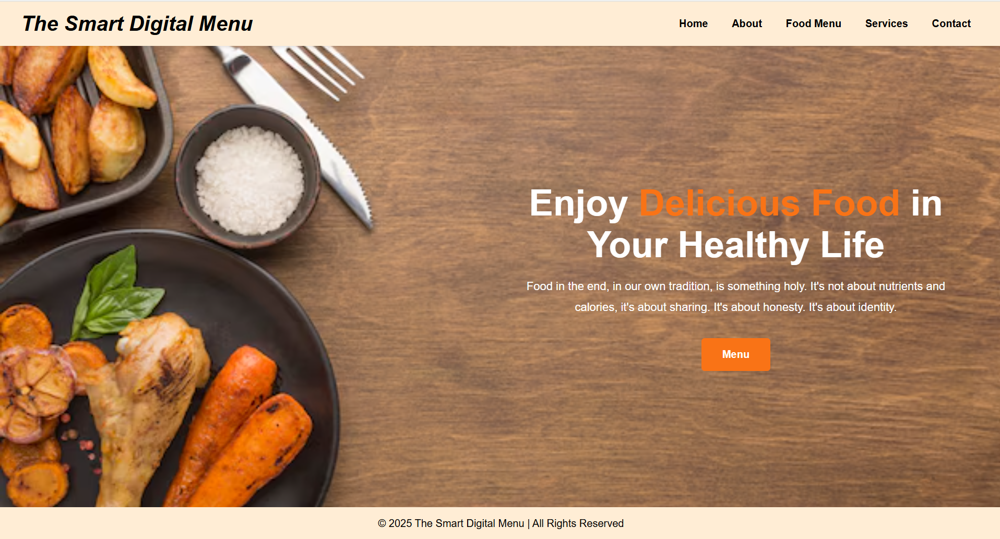 The Smart Digital Menu
Home About Food Menu Services Contact
Enjoy Delicious Food in
Your Healthy Life
Food in the end, in our own tradition, is something holy. It's not about nutrients and
calories, it's about sharing. It's about honesty. It's about identity.
Menu
© 2025 The Smart Digital Menu | All Rights Reserved